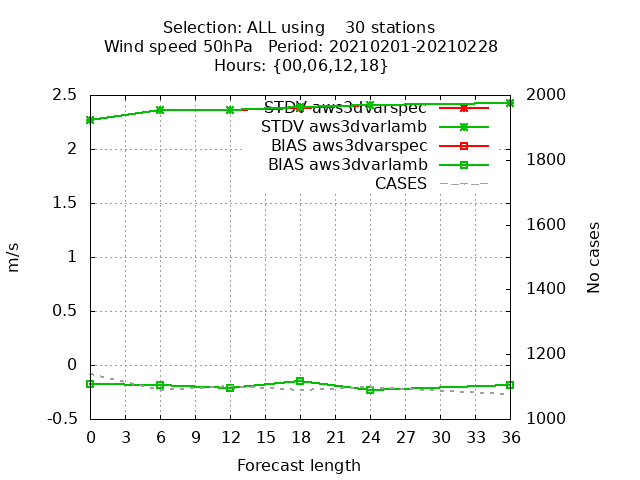 Selection: ALL using    30 stations
Wind speed 50hPa   Period: 20210201-20210228
Hours: {00,06,12,18}
STDV aws3dvarspec
STDV aws3dvarlamb
BIAS aws3dvarspec
BIAS aws3dvarlamb
CASES
2.5
2
1.5
1
0.5
0
-0.5
m/s
2000
1800
1600
1400
1200
1000
No cases
0 3 6 9 12 15 18 21 24 27 30 33 36
Forecast length